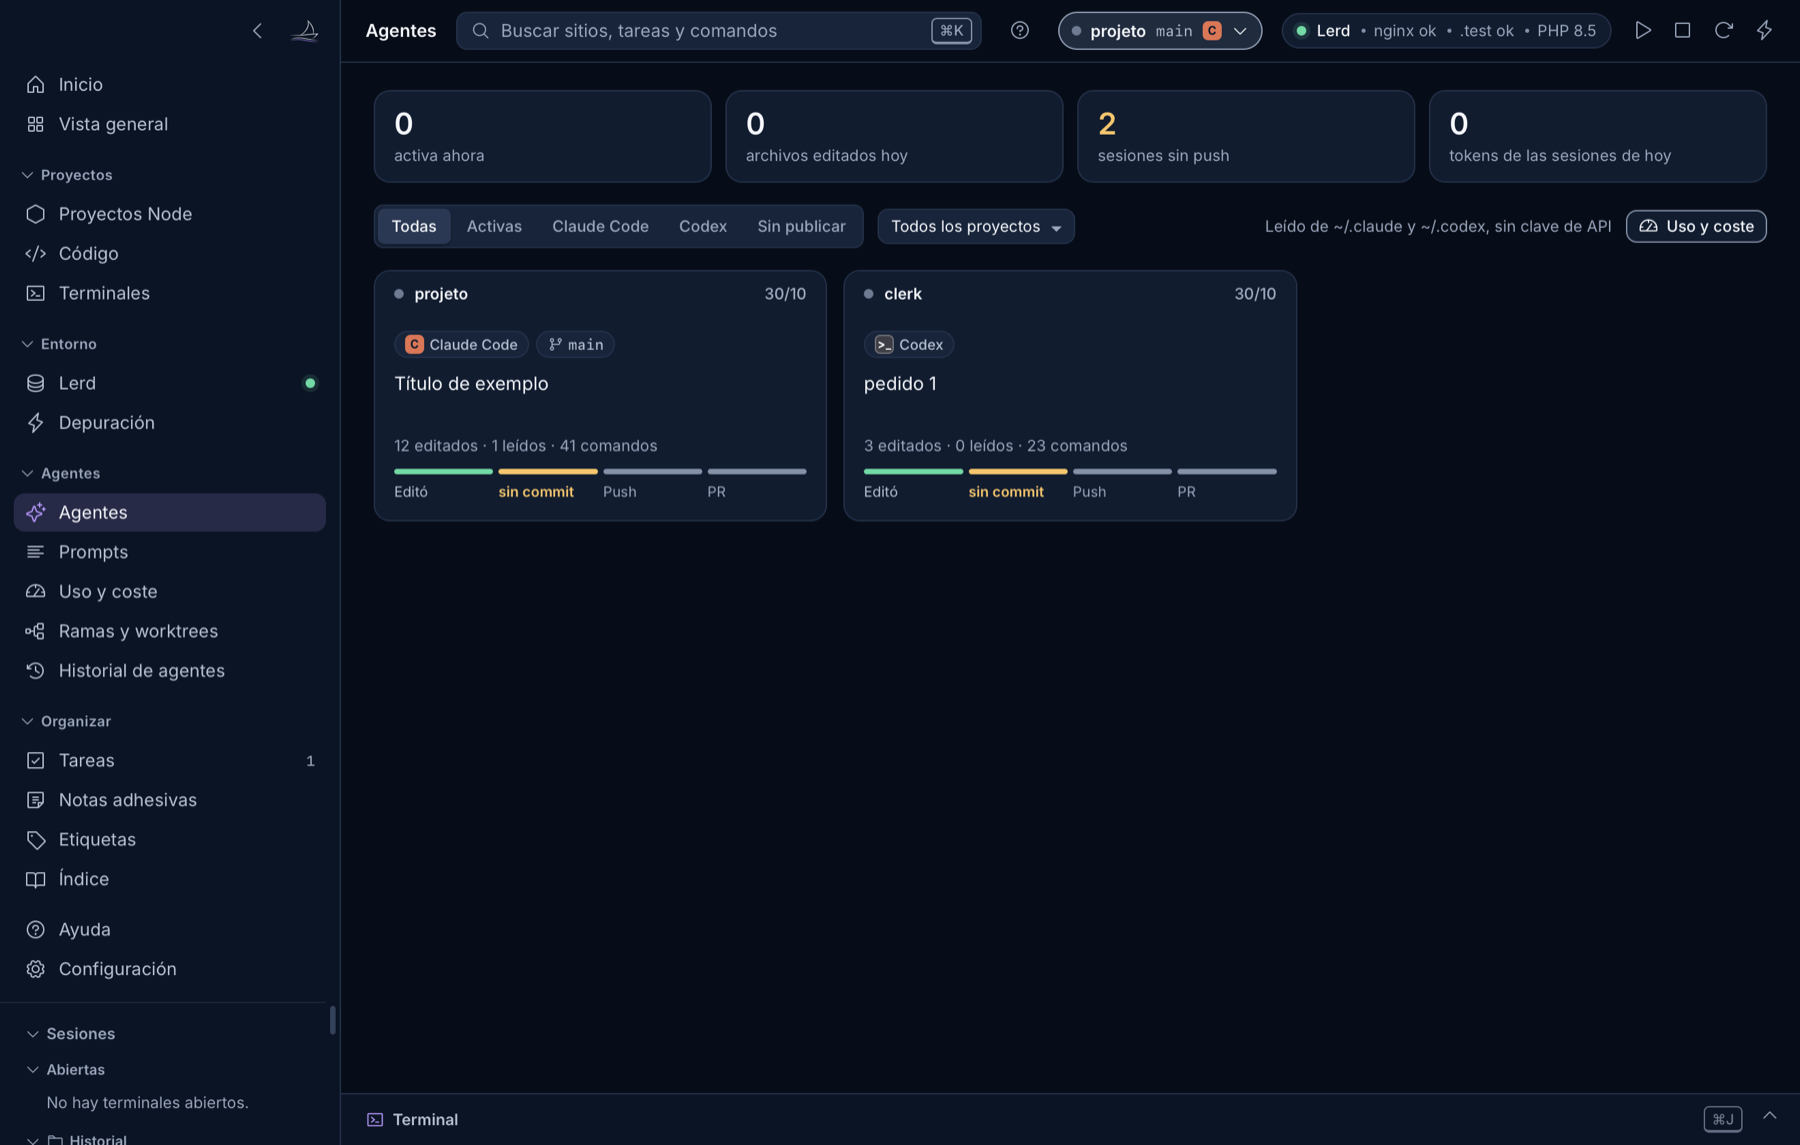 Agentes
Buscar sitios, tareas y comandos
⌘K
projeto main C
Lerd • nginx ok • .test ok • PHP 8.5
Inicio
Vista general
Proyectos
Proyectos Node
Código
Terminales
Entorno
Lerd
Depuración
Agentes
Agentes
Prompts
Uso y coste
Ramas y worktrees
Historial de agentes
Organizar
Tareas 1
Notas adhesivas
Etiquetas
Índice
Ayuda
Configuración
Sesiones
Abiertas
No hay terminales abiertos.
Historial
0
activa ahora
0
archivos editados hoy
2
sesiones sin push
0
tokens de las sesiones de hoy
Todas Activas Claude Code Codex Sin publicar
Todos los proyectos
Leído de ~/.claude y ~/.codex, sin clave de API
Uso y coste
projeto 30/10
C Claude Code main
Título de exemplo
12 editados · 1 leídos · 41 comandos
Editó sin commit Push PR
clerk 30/10
>_ Codex
pedido 1
3 editados · 0 leídos · 23 comandos
Editó sin commit Push PR
Terminal
⌘J